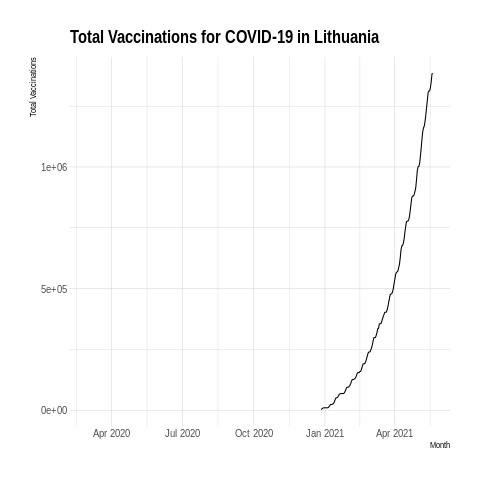 Total Vaccinations for COVID-19 in Lithuania
Total Vaccinations
1e+06
5e+05
0e+00
Apr 2020
Jul 2020
Oct 2020
Jan 2021
Apr 2021
Month